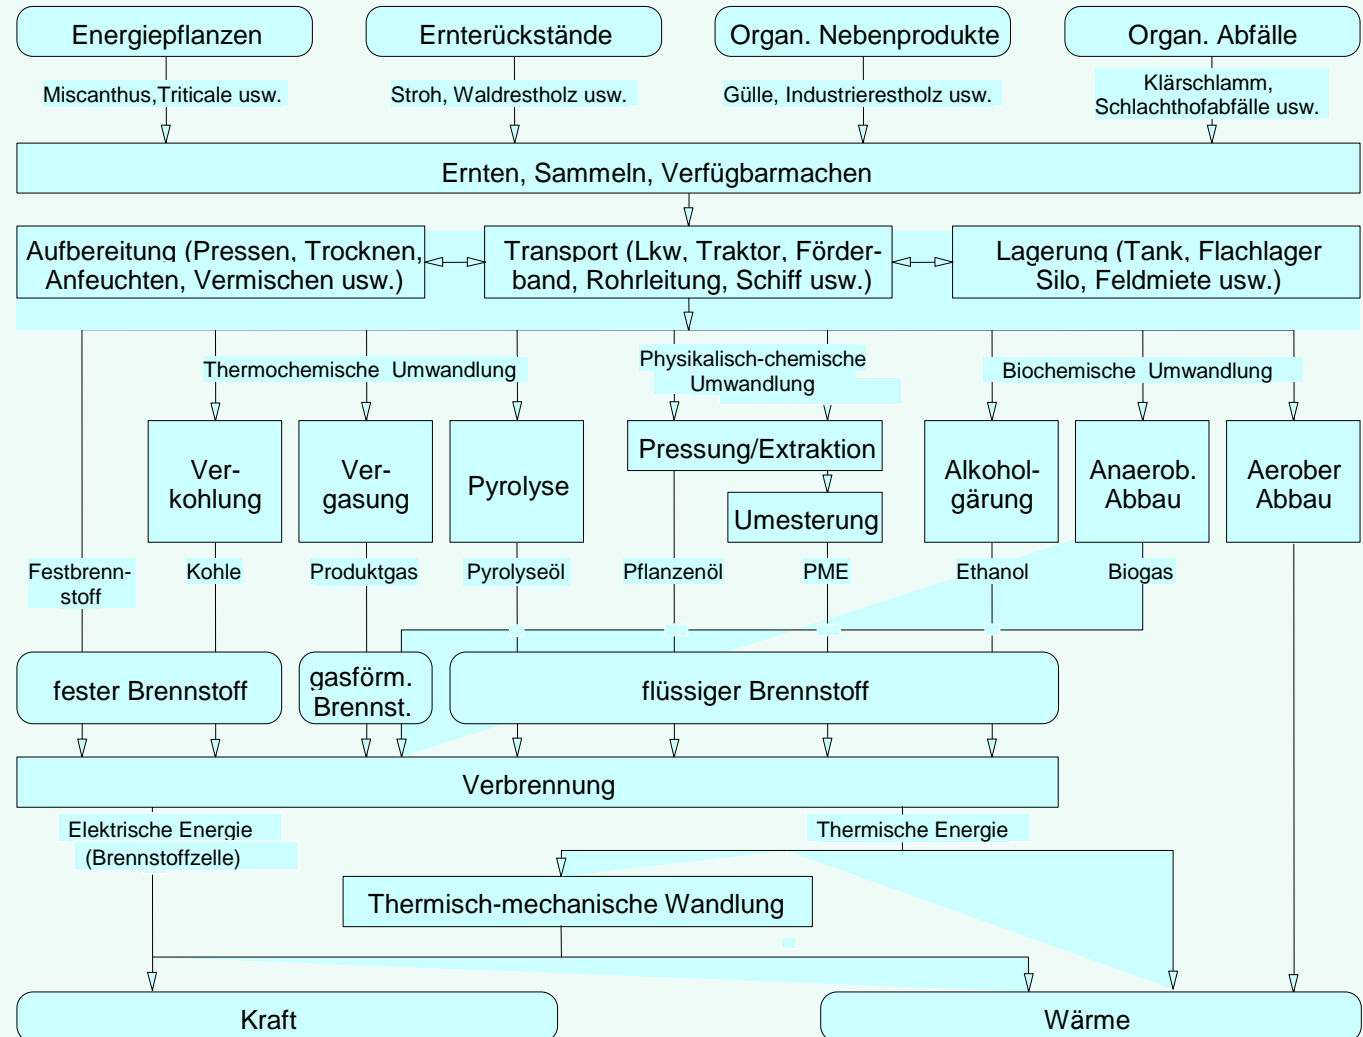 Energiepflanzen
Ernterückstände
Organ. Nebenprodukte
Organ. Abfälle
Miscanthus,Triticale usw.
Stroh, Waldrestholz usw.
Gülle, Industrierestholz usw.
Klärschlamm,
Schlachthofabfälle usw.
Ernten, Sammeln, Verfügbarmachen
Aufbereitung (Pressen, Trocknen,
Anfeuchten, Vermischen usw.)
Transport (Lkw, Traktor, Förder-
band, Rohrleitung, Schiff usw.)
Lagerung (Tank, Flachlager
Silo, Feldmiete usw.)
Thermochemische Umwandlung
Physikalisch-chemische
Umwandlung
Biochemische Umwandlung
Ver-
kohlung
Ver-
gasung
Pyrolyse
Pressung/Extraktion
Umesterung
Alkohol-
gärung
Anaerob.
Abbau
Aerober
Abbau
Festbrenn-
stoff
Kohle
Produktgas
Pyrolyseöl
Pflanzenöl
PME
Ethanol
Biogas
fester Brennstoff
gasförm.
Brennst.
flüssiger Brennstoff
Verbrennung
Elektrische Energie
(Brennstoffzelle)
Thermische Energie
Thermisch-mechanische Wandlung
Kraft
Wärme